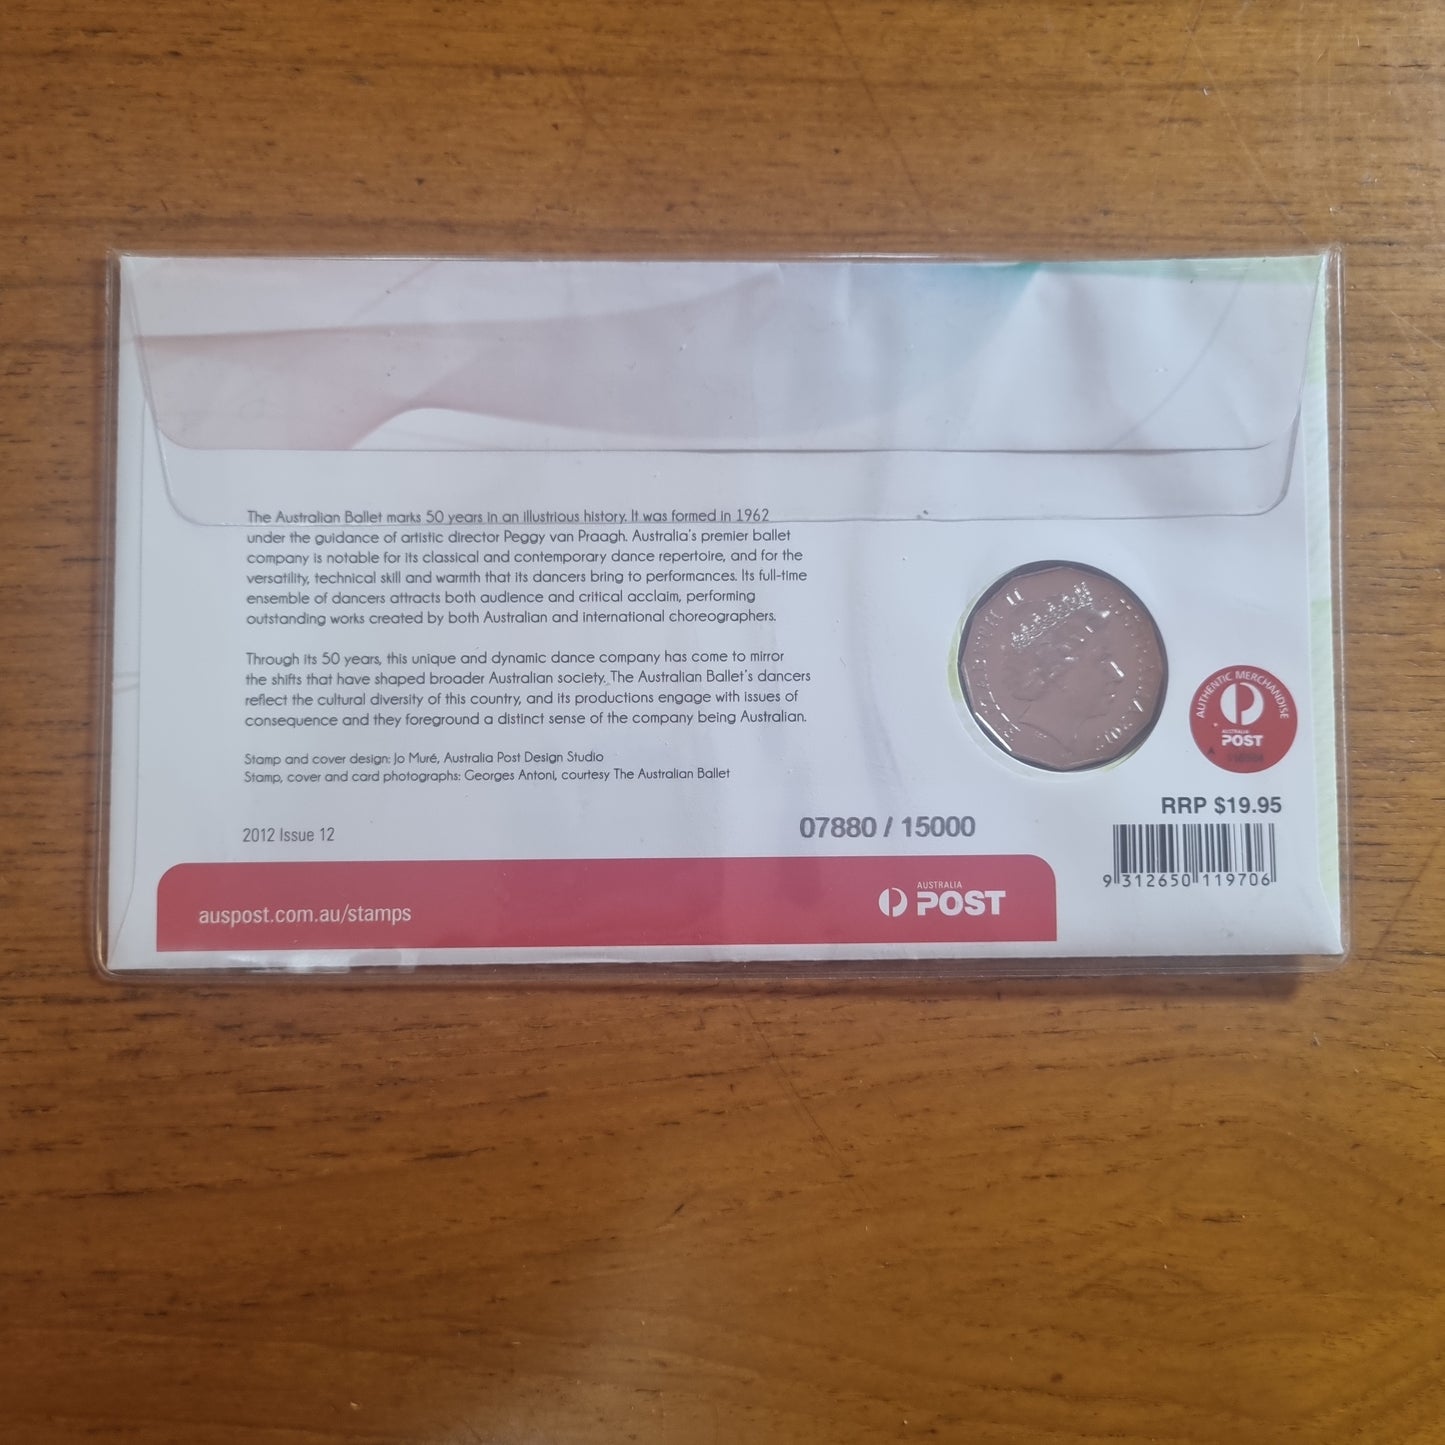 The Australian Ballet marks 50 years in an illustrious history. It was formed in 1962
under the guidance of artistic director Peggy van Praagh. Australia's premier ballet
company is notable for its classical and contemporary dance repertoire, and for the
versatility, technical skill and warmth that its dancers bring to performances. Its full-time
ensemble of dancers attracts both audience and critical acclaim, performing
outstanding works created by both Australian and international choreographers.
Through its 50 years, this unique and dynamic dance company has come to mirror
the shifts that have shaped broader Australian society. The Australian Ballet's dancers
reflect the cultural diversity of this country, and its productions engage with issues of
consequence and they foreground a distinct sense of the company being Australian.
Stamp and cover design: Jo Muré, Australia Post Design Studio
Stamp, cover and card photographs: Georges Antoni, courtesy The Australian Ballet
2012 Issue 12
07880 / 15000
auspost.com.au/stamps
AUSTRALIA
POST
II
2012
AUTHENTIC MERCHANDISE
AUSTRALIA
POST
A
RRP $19.95
9 312650 119706